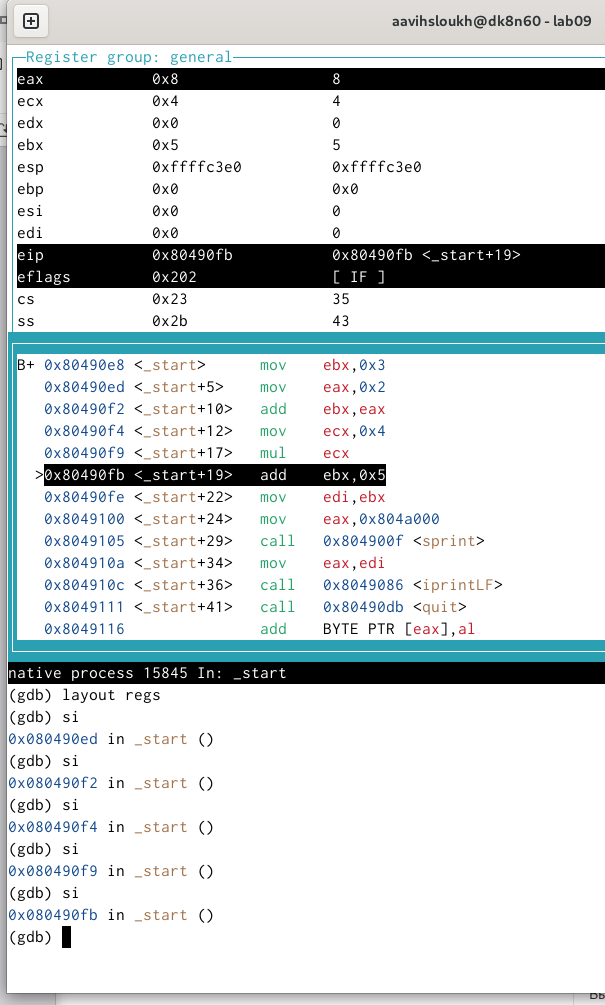 aavihsloukh@dk8n60 - lab09
Register group: general
eax 0x8 8
ecx 0x4 4
edx 0x0 0
ebx 0x5 5
esp 0xffffc3e0 0xffffc3e0
ebp 0x0 0x0
esi 0x0 0
edi 0x0 0
eip 0x80490fb 0x80490fb <_start+19>
eflags 0x202 [ IF ]
cs 0x23 35
ss 0x2b 43
B+ 0x80490e8 <_start> mov ebx,0x3
0x80490ed <_start+5> mov eax,0x2
0x80490f2 <_start+10> add ebx,eax
0x80490f4 <_start+12> mov ecx,0x4
0x80490f9 <_start+17> mul ecx
>0x80490fb <_start+19> add ebx,0x5
0x80490fe <_start+22> mov edi,ebx
0x8049100 <_start+24> mov eax,0x804a000
0x8049105 <_start+29> call 0x804900f <sprint>
0x804910a <_start+34> mov eax,edi
0x804910c <_start+36> call 0x8049086 <iprintLF>
0x8049111 <_start+41> call 0x80490db <quit>
0x8049116 add BYTE PTR [eax],al
native process 15845 In: _start
(gdb) layout regs
(gdb) si
0x080490ed in _start ()
(gdb) si
0x080490f2 in _start ()
(gdb) si
0x080490f4 in _start ()
(gdb) si
0x080490f9 in _start ()
(gdb) si
0x080490fb in _start ()
(gdb)